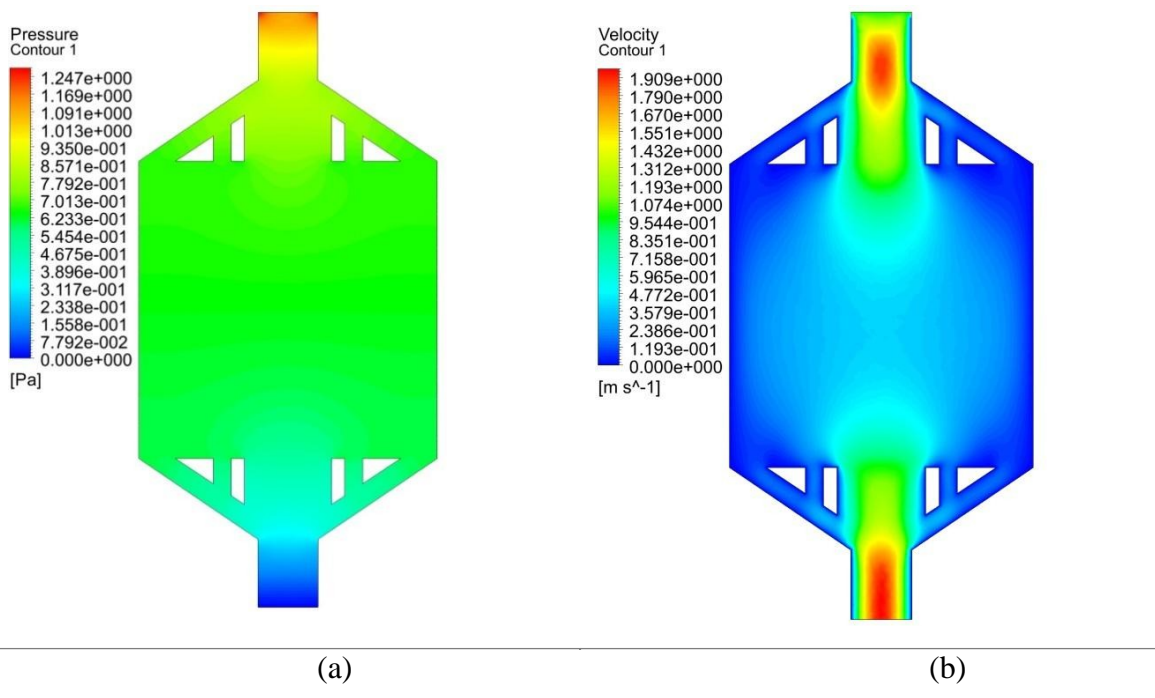 Pressure
Contour 1
1.247e+000
1.169e+000
1.091e+000
1.013e+000
9.350e-001
8.571e-001
7.792e-001
7.013e-001
6.233e-001
5.454e-001
4.675e-001
3.896e-001
3.117e-001
2.338e-001
1.558e-001
7.792e-002
0.000e+000
[Pa]
Velocity
Contour 1
1.909e+000
1.790e+000
1.670e+000
1.551e+000
1.432e+000
1.312e+000
1.193e+000
1.074e+000
9.544e-001
8.351e-001
7.158e-001
5.965e-001
4.772e-001
3.579e-001
2.386e-001
1.193e-001
0.000e+000
[m s^-1]
(a)
(b)